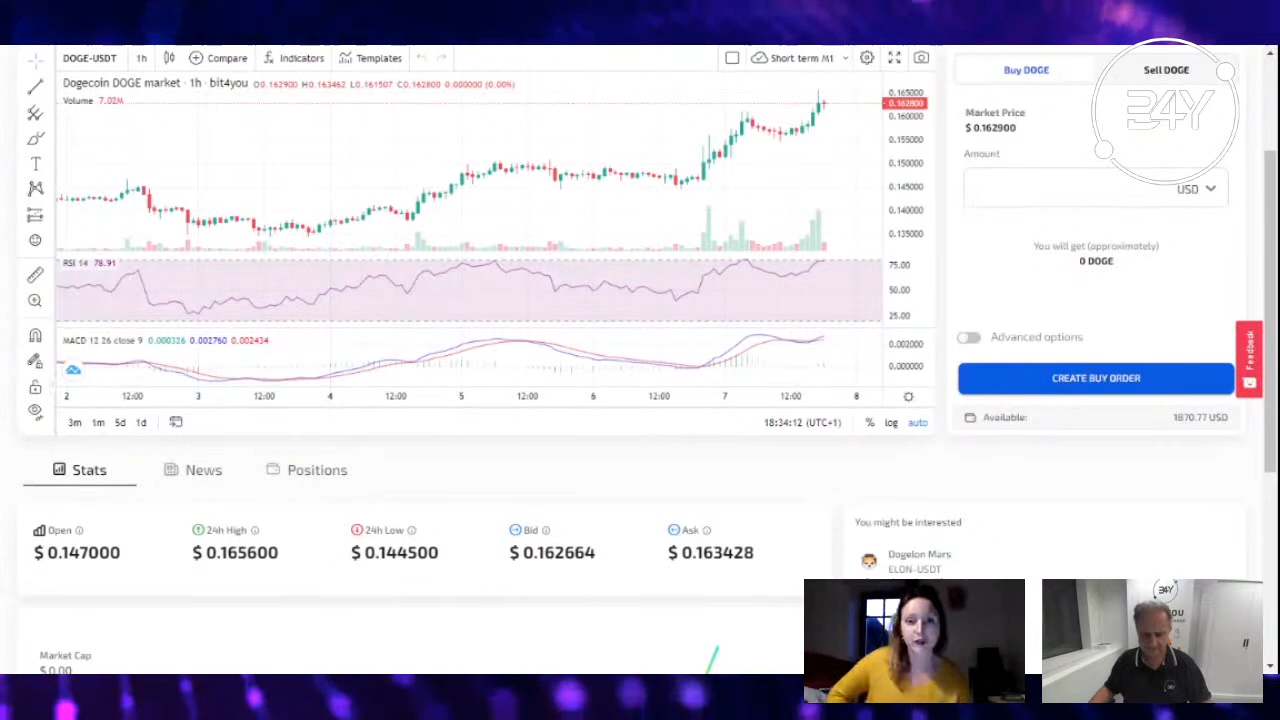 DOGE-USDT 1h Compare Indicators Templates Short term M1
Dogecoin DOGE market · 1h · bit4you O0.162900 H0.163462 L0.161507 C0.162800 0.000000 (0.00%)
Volume 7.02M
0.165000
0.162800
0.160000
0.155000
0.150000
0.145000
0.140000
0.135000
RSI 14 78.91
75.00
50.00
25.00
MACD 12 26 close 9 0.000326 0.002760 0.002434
0.002000
0.000000
2 12:00 3 12:00 4 12:00 5 12:00 6 12:00 7 12:00 8
3m 1m 5d 1d 18:34:12 (UTC+1) % log auto
Buy DOGE Sell DOGE
B4Y
Market Price
$ 0.162900
Amount
USD
You will get (approximately)
0 DOGE
Advanced options
Feedback
CREATE BUY ORDER
Available: 1870.77 USD
Stats News Positions
Open 24h High 24h Low Bid Ask
$ 0.147000 $ 0.165600 $ 0.144500 $ 0.162664 $ 0.163428
You might be interested
Dogelon Mars
ELON-USDT
Market Cap
$ 0.00
B4Y